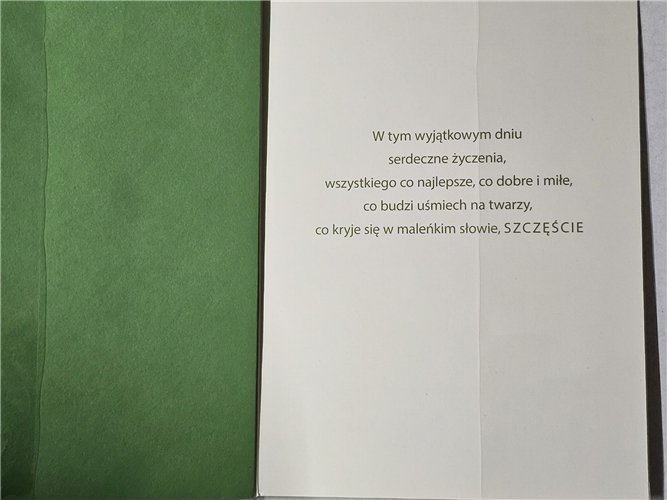 W tym wyjątkowym dniu
serdeczne życzenia,
wszystkiego co najlepsze, co dobre i miłe,
co budzi uśmiech na twarzy,
co kryje się w maleńkim słowie, SZCZĘŚCIE